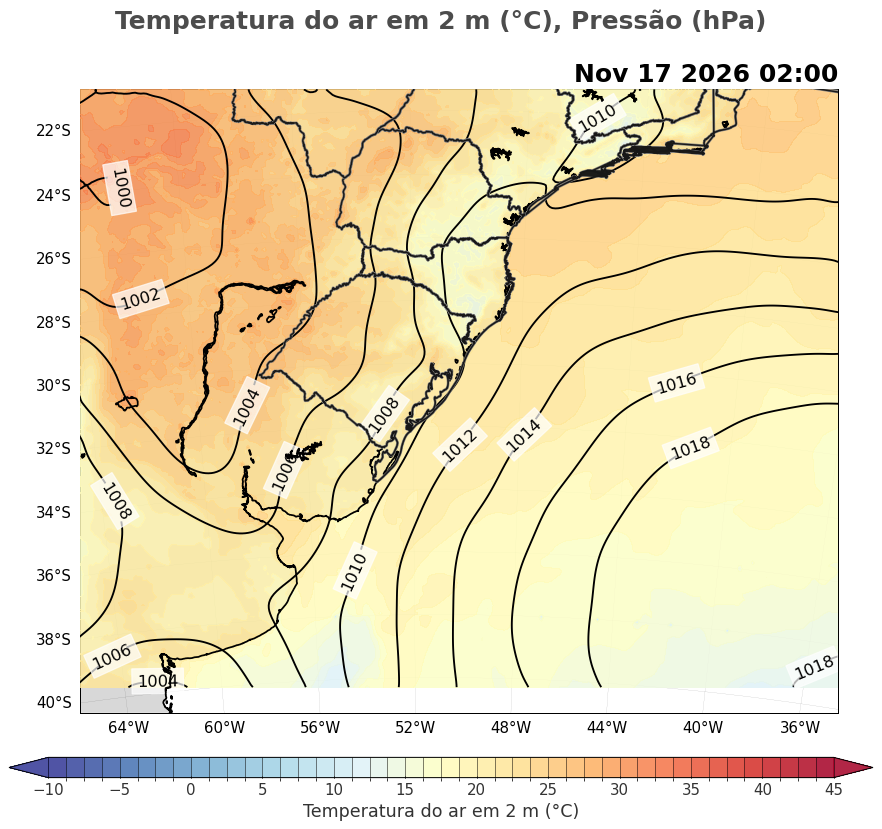 Temperatura do ar em 2 m (°C), Pressão (hPa)
Nov 17 2026 02:00
22°S
24°S
26°S
28°S
30°S
32°S
34°S
36°S
38°S
40°S
1010
1000
1002
1004
1008
1006
1012
1014
1016
1018
1008
1010
1006
1004
1018
64°W
60°W
56°W
52°W
48°W
44°W
40°W
36°W
−10
−5
0
5
10
15
20
25
30
35
40
45
Temperatura do ar em 2 m (°C)